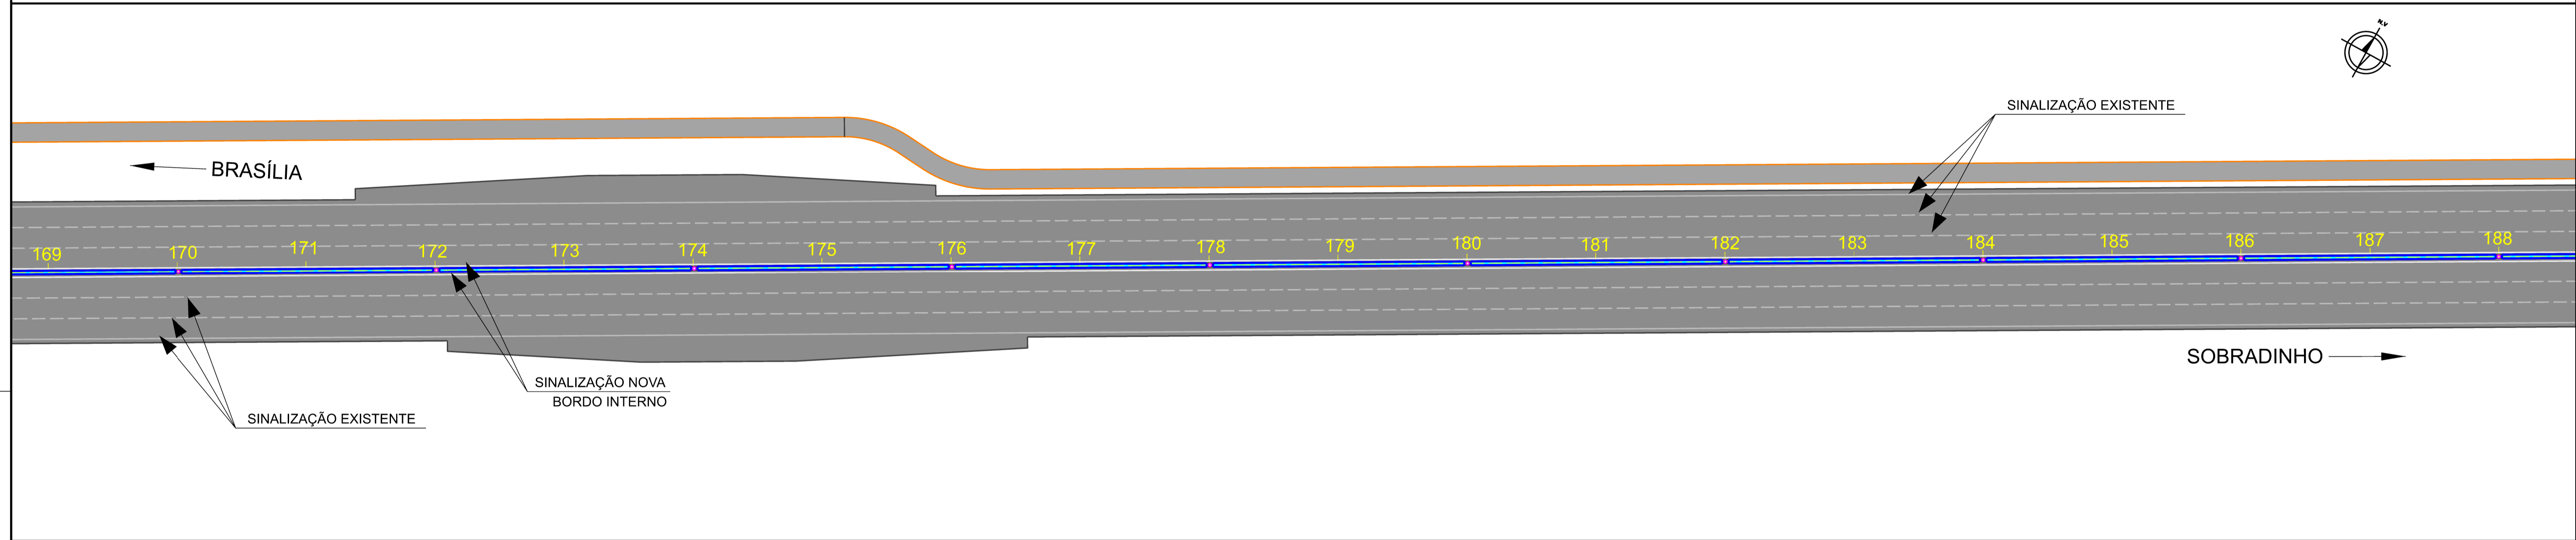 N.V
SINALIZAÇÃO EXISTENTE
BRASÍLIA
169 170 171 172 173 174 175 176 177 178 179 180 181 182 183 184 185 186 187 188
SOBRADINHO
SINALIZAÇÃO NOVA
BORDO INTERNO
SINALIZAÇÃO EXISTENTE